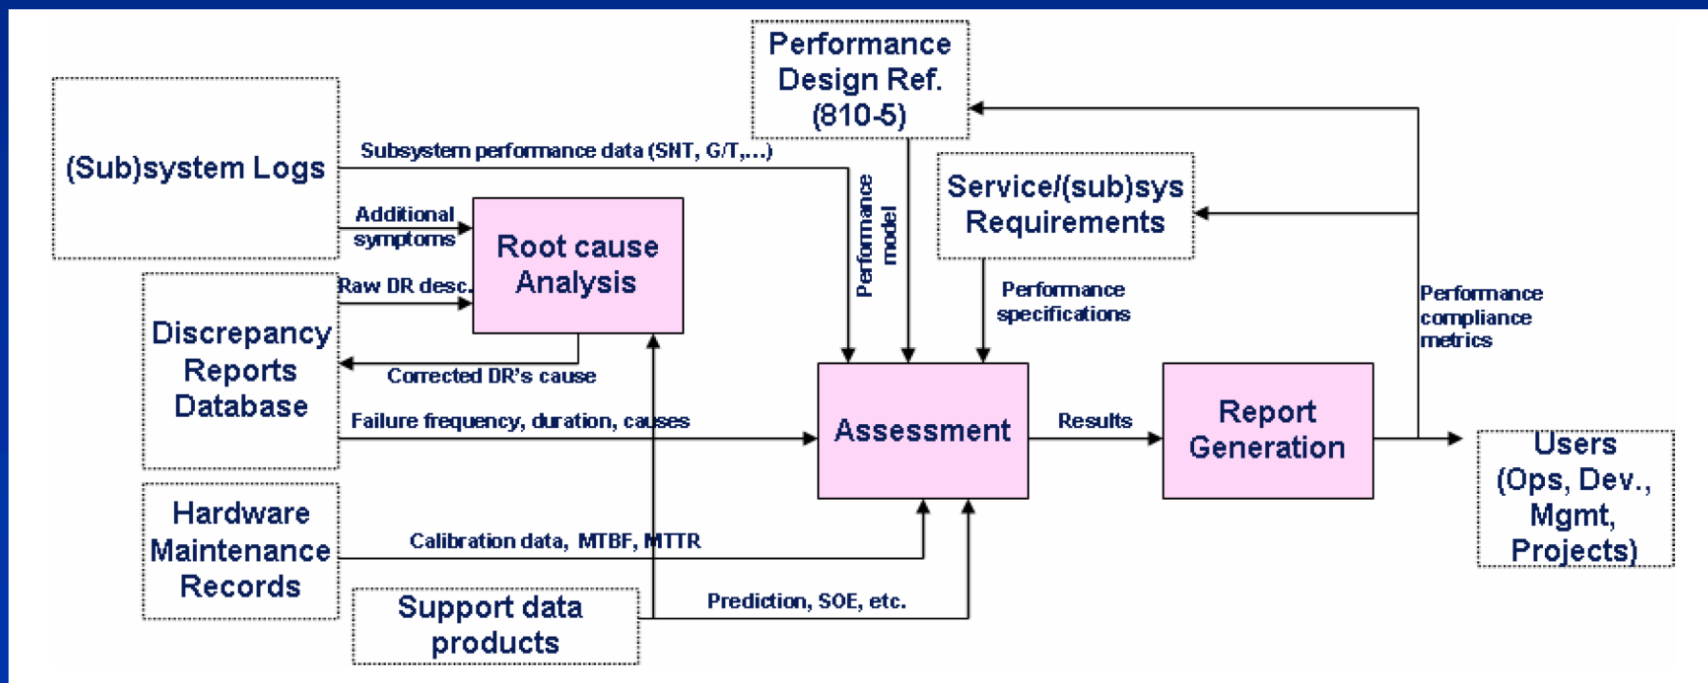 Performance
Design Ref.
(810-5)
(Sub)system Logs
Subsystem performance data (SNT, G/T,...)
Additional
symptoms
Root cause
Analysis
Performance
model
Service/(sub)sys
Requirements
Raw DR desc.
Performance
specifications
Performance
compliance
metrics
Discrepancy
Reports
Database
Corrected DR's cause
Failure frequency, duration, causes
Assessment
Results
Report
Generation
Users
(Ops, Dev.,
Mgmt,
Projects)
Hardware
Maintenance
Records
Calibration data, MTBF, MTTR
Support data
products
Prediction, SOE, etc.